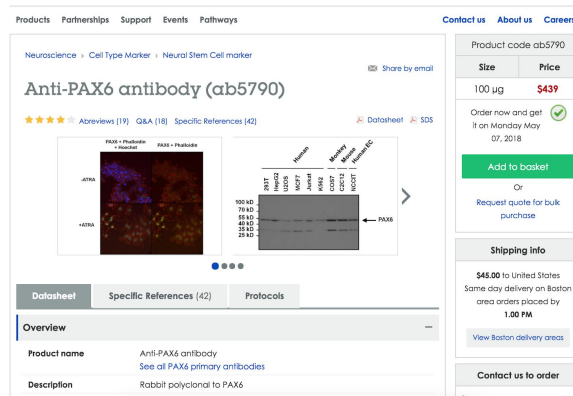 Products Partnerships Support Events Pathways
Contact us About us Careers
Neuroscience › Cell Type Marker › Neural Stem Cell marker
Share by email
Anti-PAX6 antibody (ab5790)
Abreviews (19) Q&A (18) Specific References (42)
Datasheet SDS
PAX6 + Phalloidin + Hoechst
PAX6 + Phalloidin
-ATRA
+ATRA
Human
Monkey
Mouse
Human EC
293T
HepG2
U2OS
MCF7
Jurkat
K562
COS7
C2C12
NCCIT
100 kD
70 kD
55 kD
40 kD
35 kD
25 kD
PAX6
Datasheet Specific References (42) Protocols
Overview
Product name Anti-PAX6 antibody
See all PAX6 primary antibodies
Description Rabbit polyclonal to PAX6
Product code ab5790
Size Price
100 µg $439
Order now and get
it on Monday May
07, 2018
Add to basket
Or
Request quote for bulk
purchase
Shipping info
$45.00 to United States
Same day delivery on Boston
area orders placed by
1.00 PM
View Boston delivery areas
Contact us to order